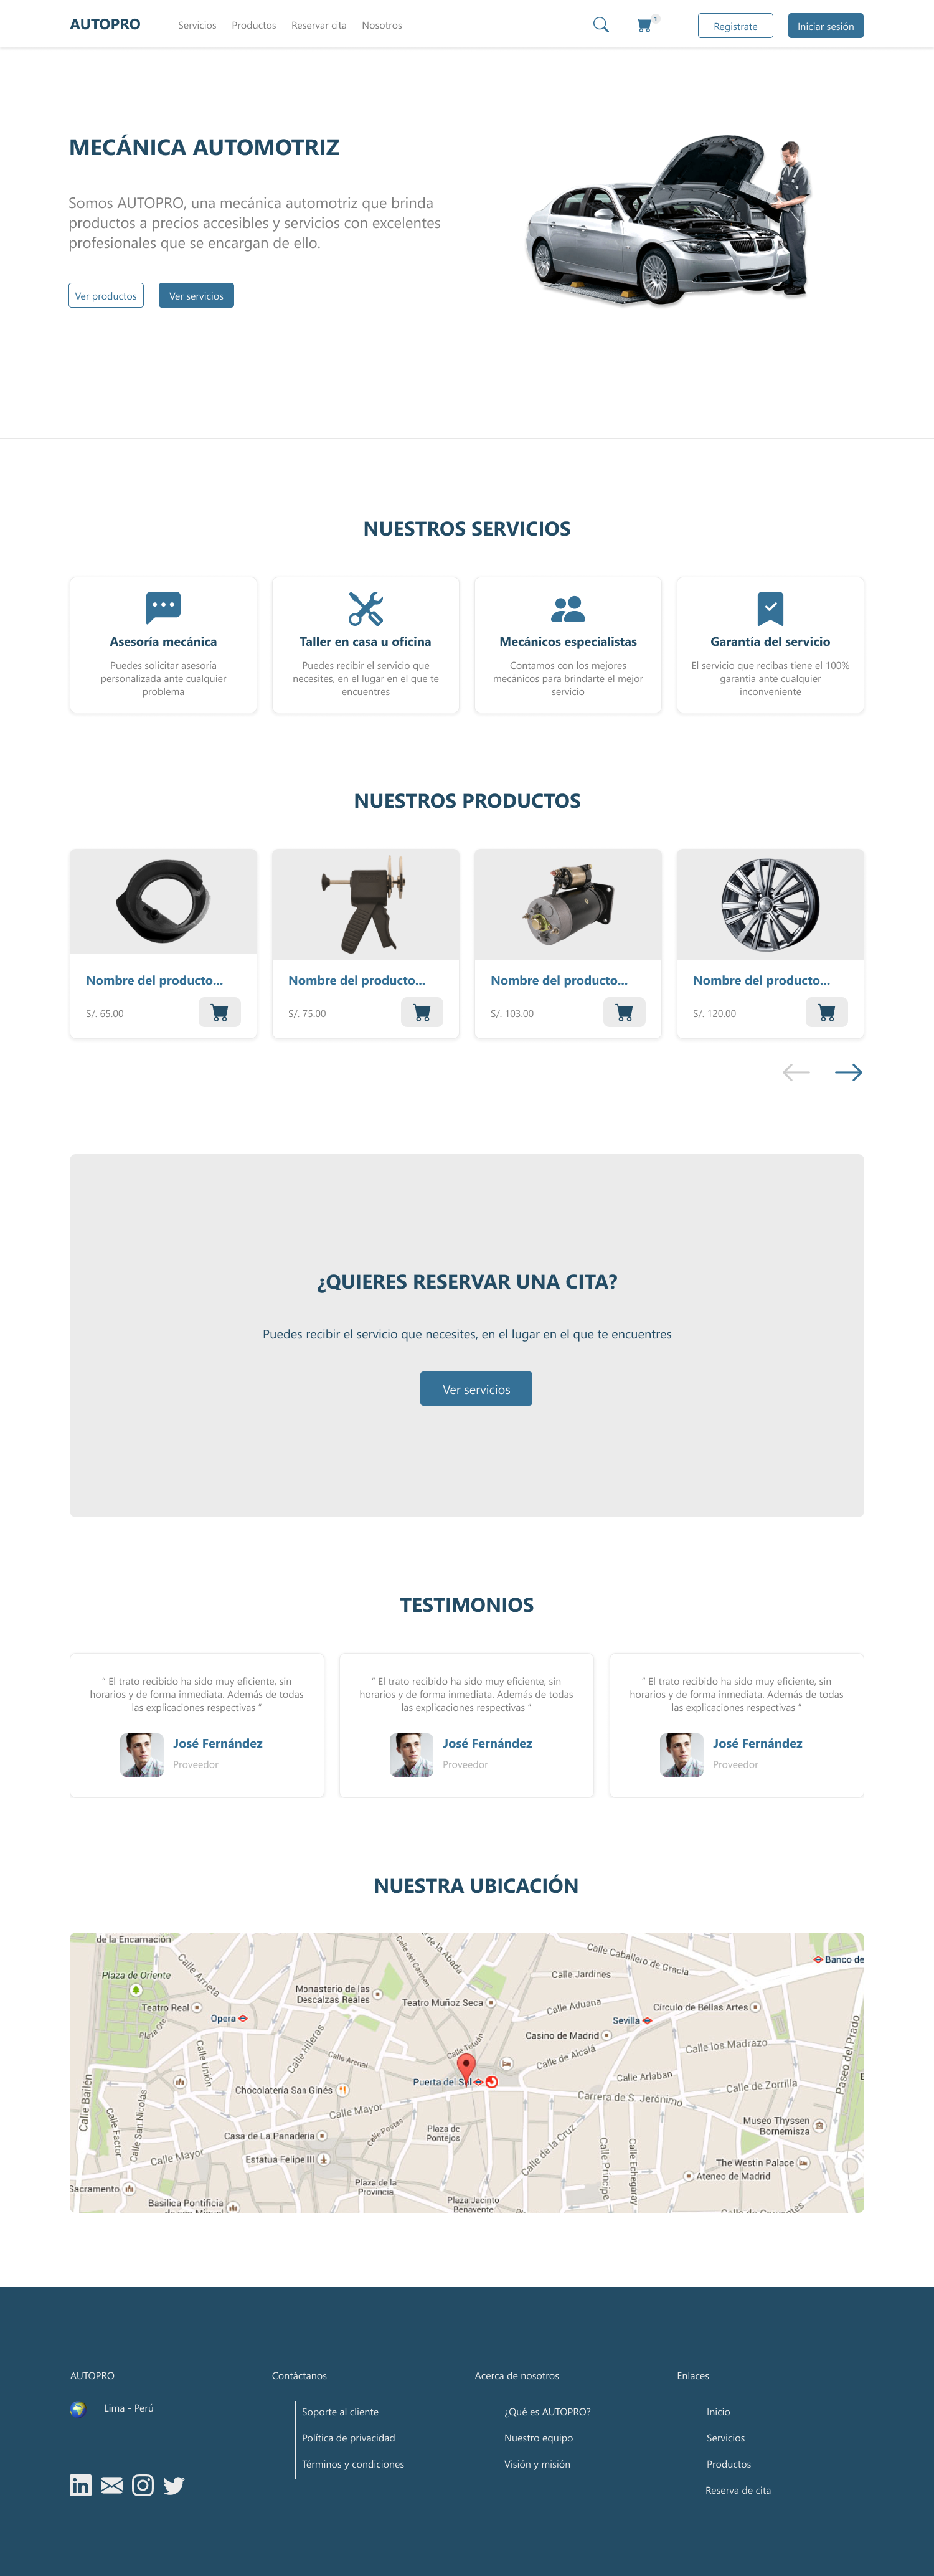 AUTOPRO
Servicios
Productos
Reservar cita
Nosotros
1
Registrate
Iniciar sesión
MECÁNICA AUTOMOTRIZ
Somos AUTOPRO, una mecánica automotriz que brinda
productos a precios accesibles y servicios con excelentes
profesionales que se encargan de ello.
Ver productos
Ver servicios
NUESTROS SERVICIOS
Asesoría mecánica
Puedes solicitar asesoría
personalizada ante cualquier
problema
Taller en casa u oficina
Puedes recibir el servicio que
necesites, en el lugar en el que te
encuentres
Mecánicos especialistas
Contamos con los mejores
mecánicos para brindarte el mejor
servicio
Garantía del servicio
El servicio que recibas tiene el 100%
garantia ante cualquier
inconveniente
NUESTROS PRODUCTOS
Nombre del producto...
S/. 65.00
Nombre del producto...
S/. 75.00
Nombre del producto...
S/. 103.00
Nombre del producto...
S/. 120.00
¿QUIERES RESERVAR UNA CITA?
Puedes recibir el servicio que necesites, en el lugar en el que te encuentres
Ver servicios
TESTIMONIOS
" El trato recibido ha sido muy eficiente, sin
horarios y de forma inmediata. Además de todas
las explicaciones respectivas "
José Fernández
Proveedor
" El trato recibido ha sido muy eficiente, sin
horarios y de forma inmediata. Además de todas
las explicaciones respectivas "
José Fernández
Proveedor
" El trato recibido ha sido muy eficiente, sin
horarios y de forma inmediata. Además de todas
las explicaciones respectivas "
José Fernández
Proveedor
NUESTRA UBICACIÓN
de la Encarnación
Calle del Carmen
de la Abada
Calle Caballero de Gracia
Banco de
Plaza de Oriente
Calle Arrieta
Calle Jardines
Monasterio de las
Descalzas Reales
Teatro Real
Teatro Muñoz Seca
Calle Aduana
Círculo de Bellas Artes
Opera
Sevilla
Casino de Madrid
Calle Hileras
Calle Tetuán
Calle los Madrazo
Paseo del Prado
Calle Unión
Calle Arenal
Calle de Alcalá
Calle Arlaban
Puerta del Sol
Calle de Zorrilla
Chocolatería San Ginés
Carrera de S. Jerónimo
Calle Bailén
Calle Factor
Calle San Nicolás
Calle Mayor
Calle Postas
Plaza de
Pontejos
Museo Thyssen
Bornemisza
Casa de La Panadería
Calle de la Cruz
Calle Príncipe
Calle Echegaray
Calle Mayor
Estatua Felipe III
The Westin Palace
Ateneo de Madrid
Plaza de la
Provincia
Sacramento
Basilica Pontificia
Plaza Jacinto
Benavente
Calle de Cervantes
AUTOPRO
Lima - Perú
Contáctanos
Soporte al cliente
Política de privacidad
Términos y condiciones
Acerca de nosotros
¿Qué es AUTOPRO?
Nuestro equipo
Visión y misión
Enlaces
Inicio
Servicios
Productos
Reserva de cita